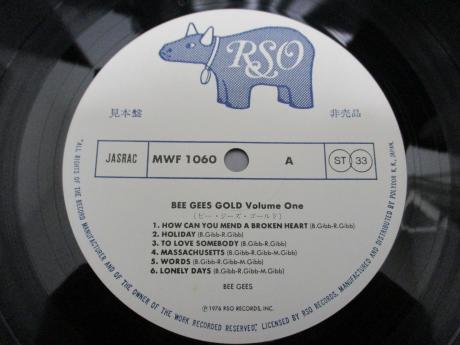 RSO
見本盤 非売品
JASRAC MWF 1060 A ST 33
BEE GEES GOLD Volume One
(ビー・ジーズ・ゴールド)
1. HOW CAN YOU MEND A BROKEN HEART (B.Gibb-R.Gibb)
2. HOLIDAY (B.Gibb-R.Gibb)
3. TO LOVE SOMEBODY (B.Gibb-R.Gibb)
4. MASSACHUSETTS (B.Gibb-R.Gibb-M.Gibb)
5. WORDS (B.Gibb-R.Gibb-M.Gibb)
6. LONELY DAYS (B.Gibb-R.Gibb-M.Gibb)
BEE GEES
℗1976 RSO RECORDS, INC.
"ALL RIGHTS OF THE RECORD MANUFACTURER AND OF THE OWNER OF THE WORK RECORDED RESERVED", LICENSED BY RSO RECORDS, MANUFACTURED AND DISTRIBUTED BY POLYDOR K.K., JAPAN.